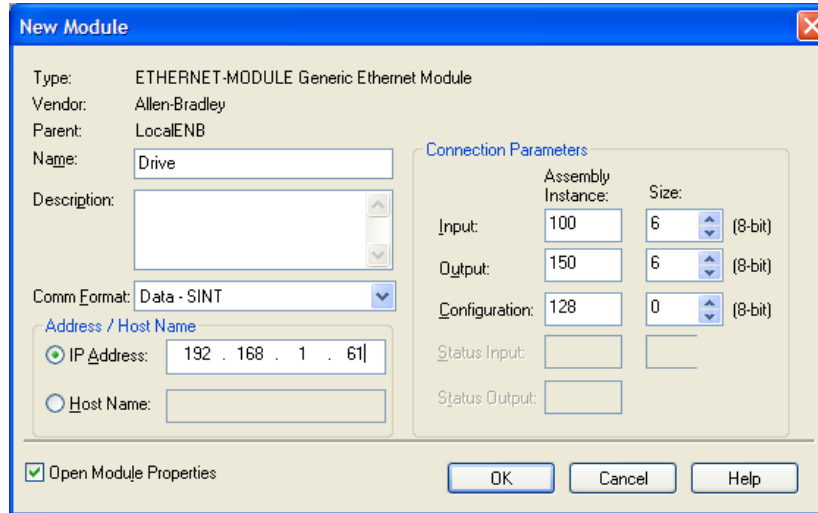 New Module
Type: ETHERNET-MODULE Generic Ethernet Module
Vendor: Allen-Bradley
Parent: LocalENB
Name: Drive
Description:
Comm Format: Data - SINT
Address / Host Name
IP Address: 192 . 168 . 1 . 61
Host Name:
Connection Parameters
Assembly
Instance: Size:
Input: 100 6 (8-bit)
Output: 150 6 (8-bit)
Configuration: 128 0 (8-bit)
Status Input:
Status Output:
Open Module Properties
OK Cancel Help